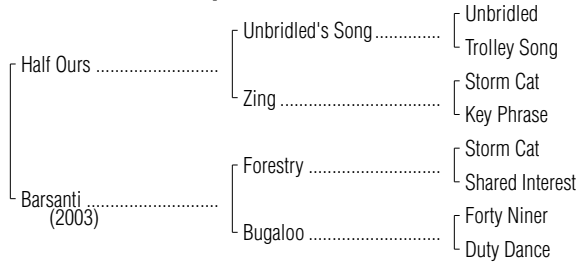 Unbridled
Unbridled's Song..............
Trolley Song
Half Ours ..........................
Storm Cat
Zing ..................................
Key Phrase
Storm Cat
Forestry ............................
Shared Interest
Barsanti.............................
(2003)
Forty Niner
Bugaloo ............................
Duty Dance